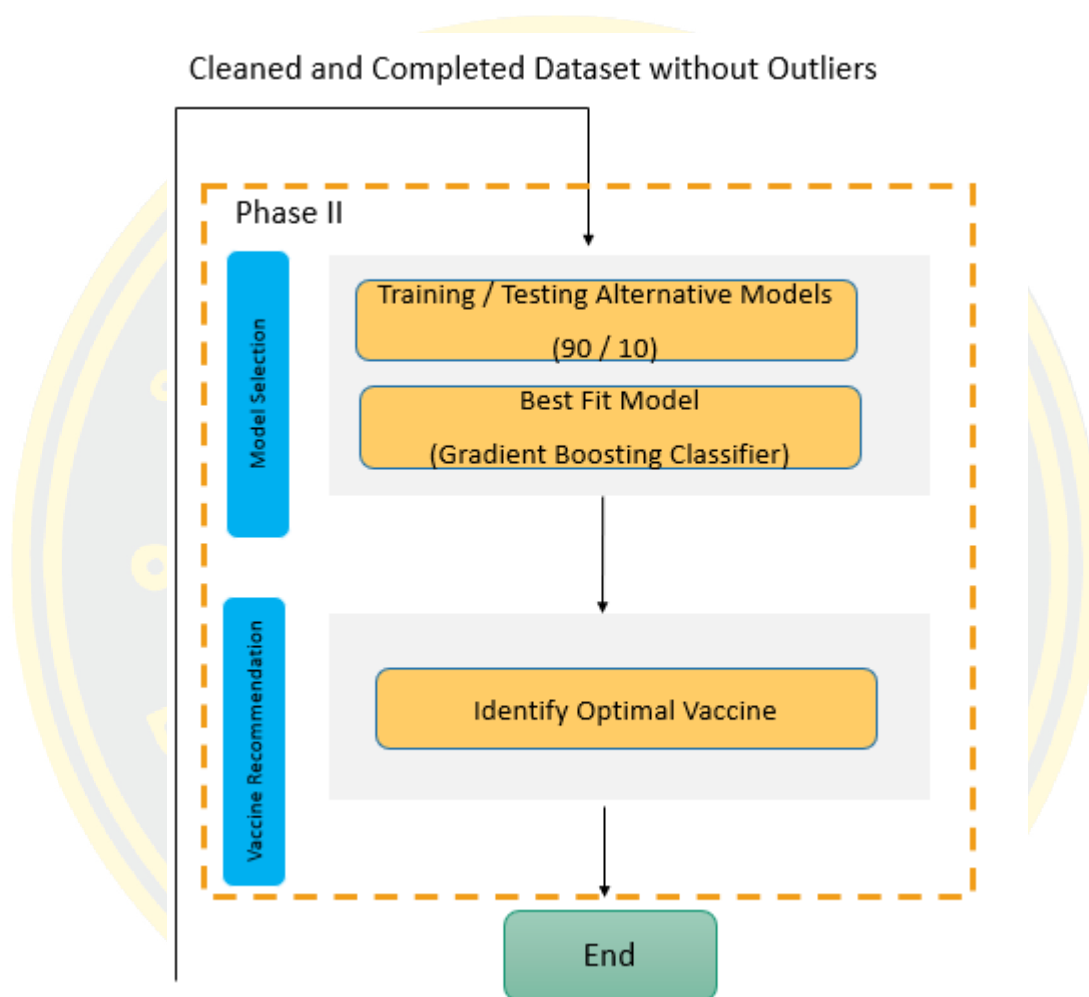 Cleaned and Completed Dataset without Outliers
Phase II
Model Selection
Training / Testing Alternative Models
(90 / 10)
Best Fit Model
(Gradient Boosting Classifier)
Vaccine Recommendation
Identify Optimal Vaccine
End